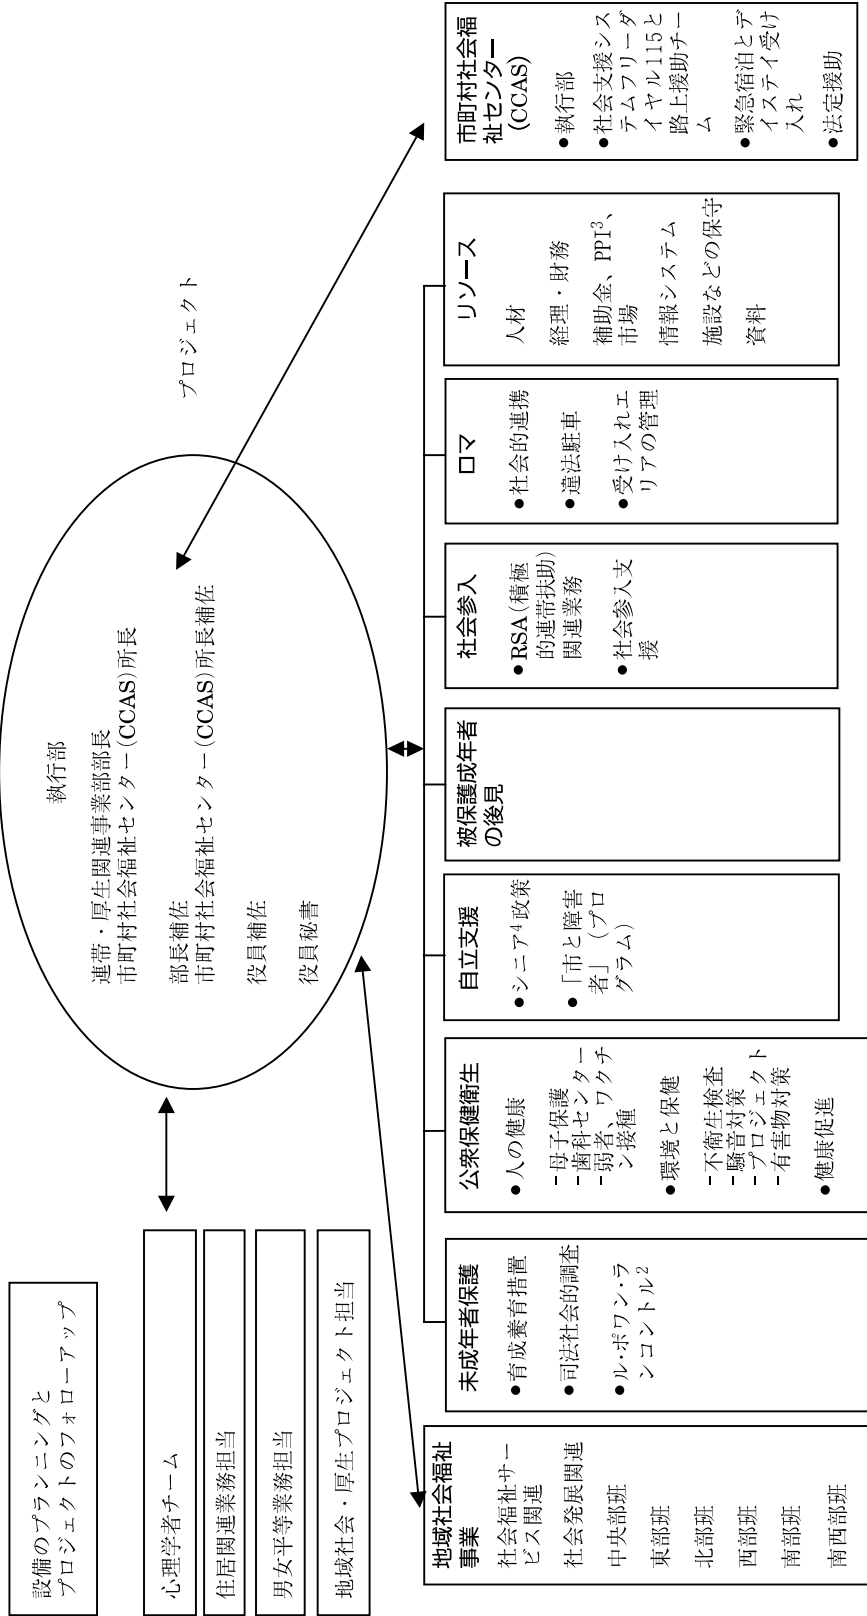 設備のプランニングと
プロジェクトのフォローアップ
心理学者チーム
住居関連業務担当
男女平等業務担当
地域社会・厚生プロジェクト担当
執行部
連帯・厚生関連事業部部長
市町村社会福祉センター(CCAS)所長
部長補佐
市町村社会福祉センター(CCAS)所長補佐
役員補佐
役員秘書
プロジェクト
地域社会福祉
事業
社会福祉サー
ビス関連
社会発展関連
中央部班
東部班
北部班
西部班
南部班
南西部班
未成年者保護
●育成養育措置
●司法社会的調査
●ル・ポワン・ラ
ンコントル2
公衆保健衛生
●人の健康
-母子保護
-歯科センター
-弱者、ワクチ
ン接種
●環境と保健
-不衛生検査
-騒音対策
-プロジェクト
-有害物対策
●健康促進
自立支援
●シニア4政策
●「市と障害
者」(プロ
グラム)
被保護成年者
の後見
社会参入
●RSA(積極
的連帯扶助)
関連業務
●社会参入支
援
ロマ
●社会的連携
●違法駐車
●受け入れエ
リアの管理
リソース
人材
経理・財務
補助金、PPI3、
市場
情報システム
施設などの保守
資料
市町村社会福
祉センター
(CCAS)
●執行部
●社会支援シス
テムフリーダ
イヤル115と
路上援助チー
ム
●緊急宿泊とデ
イステイ受け
入れ
●法定援助